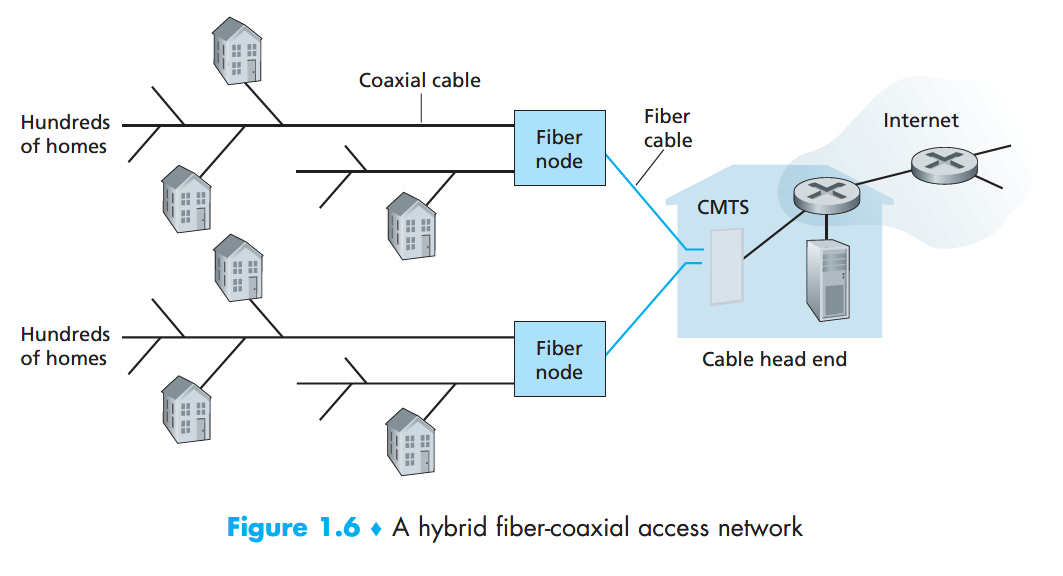 Coaxial cable
Hundreds
of homes
Fiber
node
Fiber
cable
Internet
CMTS
Hundreds
of homes
Fiber
node
Cable head end
Figure 1.6 ♦ A hybrid fiber-coaxial access network